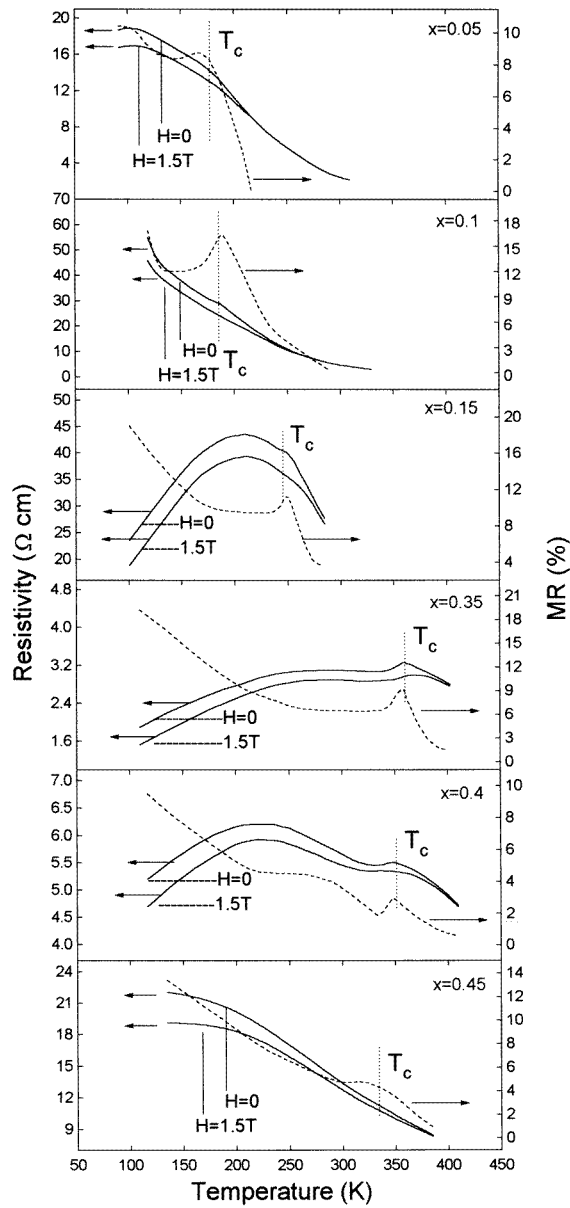 x=0.05
20
16
12
8
4
10
8
6
4
2
0
T_c
H=0
H=1.5T
x=0.1
70
60
50
40
30
20
10
0
18
15
12
9
6
3
0
H=0
H=1.5T
T_c
x=0.15
50
45
40
35
30
25
20
20
16
12
8
4
T_c
H=0
1.5T
x=0.35
4.8
4.0
3.2
2.4
1.6
21
18
15
12
9
6
3
0
T_c
H=0
1.5T
x=0.4
7.0
6.5
6.0
5.5
5.0
4.5
4.0
10
8
6
4
2
0
T_c
H=0
1.5T
x=0.45
24
21
18
15
12
9
14
12
10
8
6
4
2
0
T_c
H=0
H=1.5T
50 100 150 200 250 300 350 400 450
Temperature (K)
Resistivity (Ω cm)
MR (%)